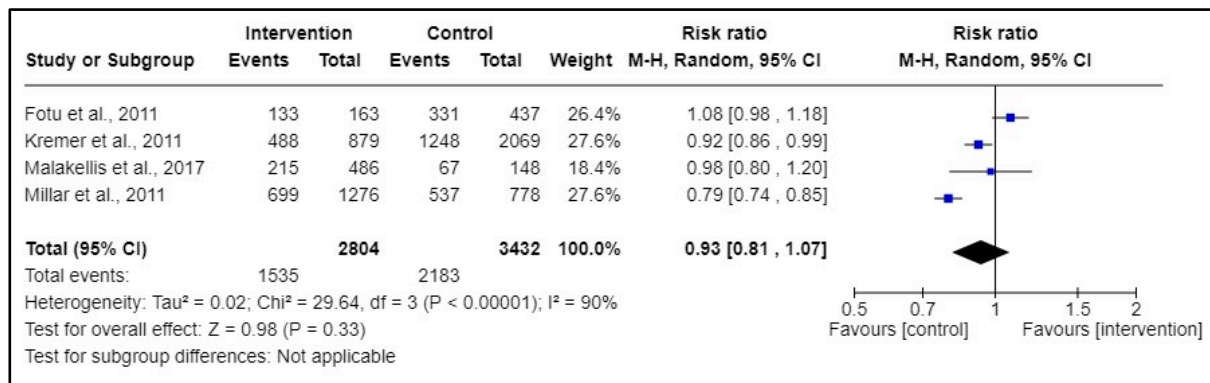 Intervention Control Risk ratio Risk ratio
Study or Subgroup Events Total Events Total Weight M-H, Random, 95% CI M-H, Random, 95% CI
Fotu et al., 2011 133 163 331 437 26.4% 1.08 [0.98 , 1.18]
Kremer et al., 2011 488 879 1248 2069 27.6% 0.92 [0.86 , 0.99]
Malakellis et al., 2017 215 486 67 148 18.4% 0.98 [0.80 , 1.20]
Millar et al., 2011 699 1276 537 778 27.6% 0.79 [0.74 , 0.85]
Total (95% CI) 2804 3432 100.0% 0.93 [0.81 , 1.07]
Total events: 1535 2183
Heterogeneity: Tau² = 0.02; Chi² = 29.64, df = 3 (P < 0.00001); I² = 90%
Test for overall effect: Z = 0.98 (P = 0.33)
Test for subgroup differences: Not applicable
0.5 0.7 1 1.5 2
Favours [control] Favours [intervention]